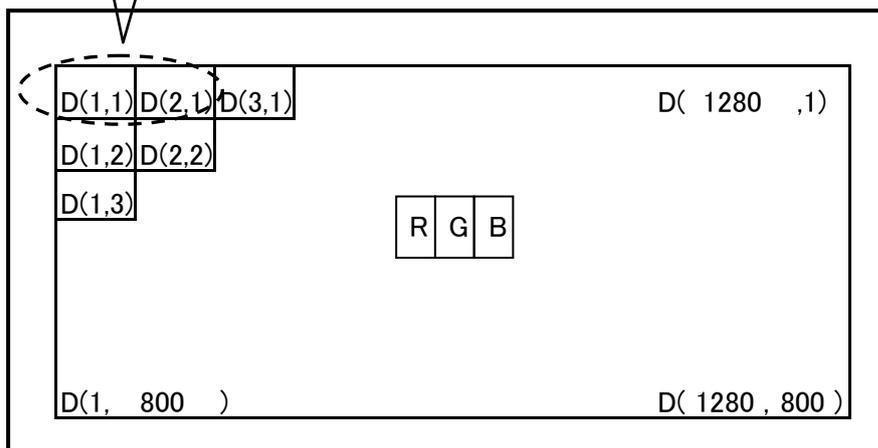 D(1,1) D(2,1) D(3,1) D( 1280 ,1)
D(1,2) D(2,2)
D(1,3)
R G B
D(1, 800 ) D( 1280 , 800 )